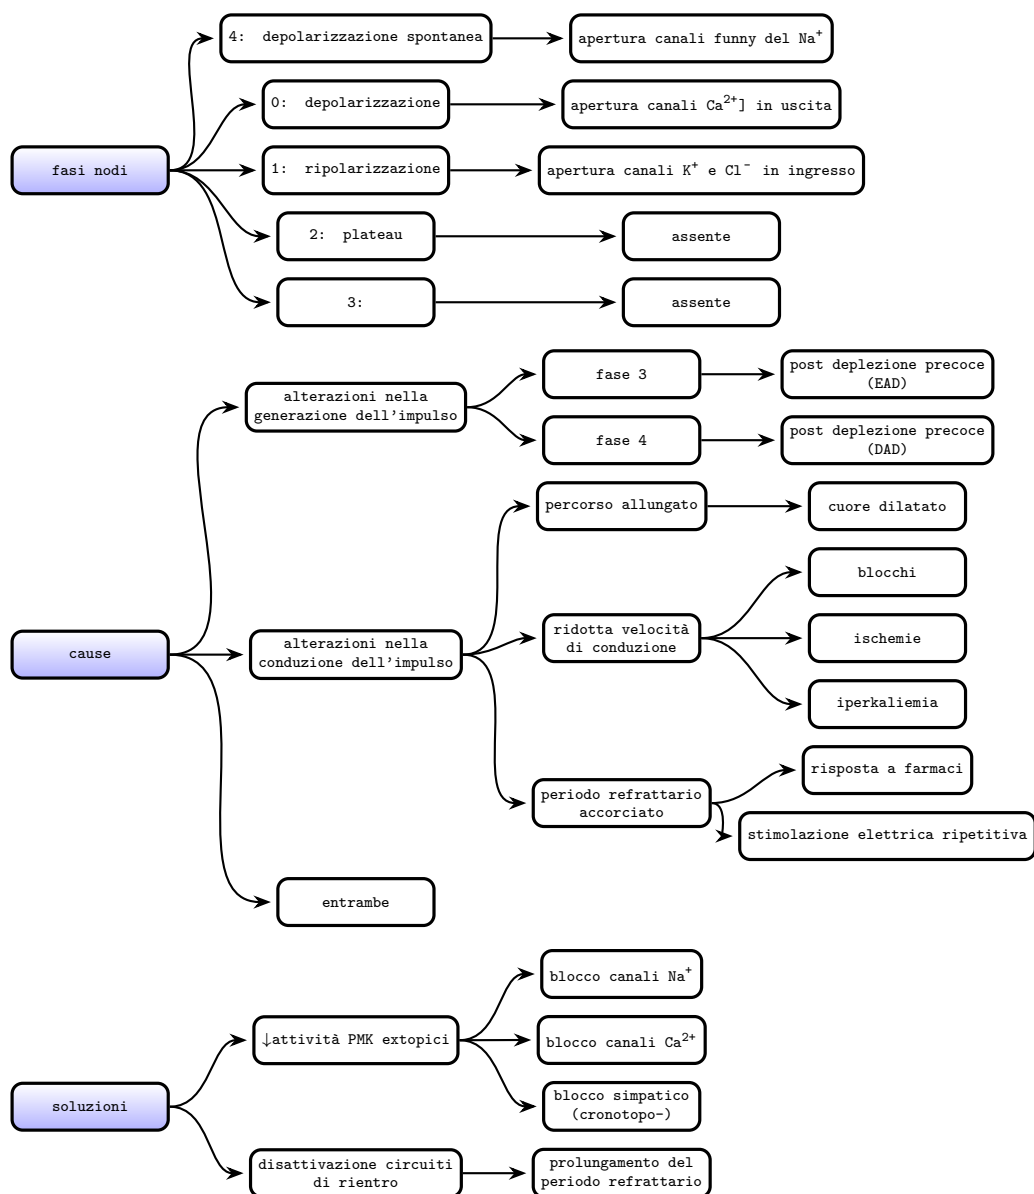 4: depolarizzazione spontanea
apertura canali funny del Na⁺
0: depolarizzazione
apertura canali Ca²⁺] in uscita
fasi nodi
1: ripolarizzazione
apertura canali K⁺ e Cl⁻ in ingresso
2: plateau
assente
3:
assente
cause
alterazioni nella
generazione dell'impulso
fase 3
post deplezione precoce
(EAD)
fase 4
post deplezione precoce
(DAD)
alterazioni nella
conduzione dell'impulso
percorso allungato
cuore dilatato
ridotta velocità
di conduzione
blocchi
ischemie
iperkaliemia
periodo refrattario
accorciato
risposta a farmaci
stimolazione elettrica ripetitiva
entrambe
soluzioni
↓attività PMK extopici
blocco canali Na⁺
blocco canali Ca²⁺
blocco simpatico
(cronotopo-)
disattivazione circuiti
di rientro
prolungamento del
periodo refrattario